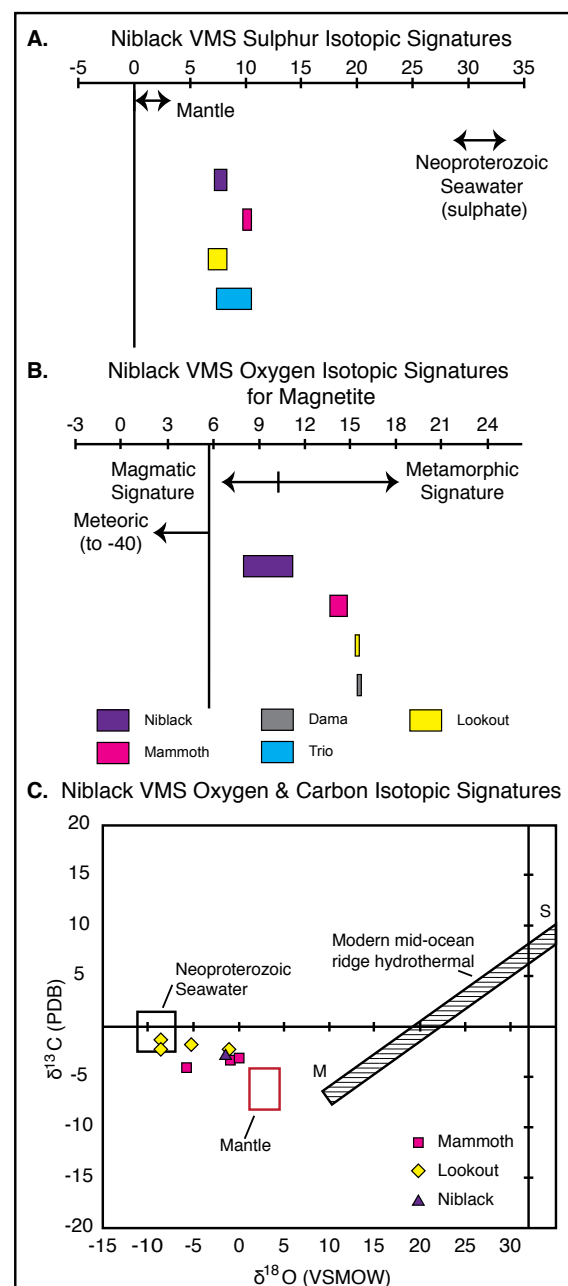 A. Niblack VMS Sulphur Isotopic Signatures
-5 0 5 10 15 20 25 30 35
Mantle
Neoproterozoic
Seawater
(sulphate)
B. Niblack VMS Oxygen Isotopic Signatures
for Magnetite
-3 0 3 6 9 12 15 18 21 24
Magmatic
Signature
Metamorphic
Signature
Meteoric
(to -40)
Niblack Dama Lookout
Mammoth Trio
C. Niblack VMS Oxygen & Carbon Isotopic Signatures
20
15
10
5
0
-5
-10
-15
-20
δ13C (PDB)
S
Modern mid-ocean
ridge hydrothermal
Neoproterozoic
Seawater
M
Mantle
Mammoth
Lookout
Niblack
-15 -10 -5 0 5 10 15 20 25 30
δ18O (VSMOW)